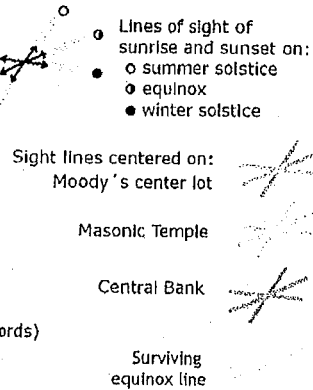 Lines of sight of
sunrise and sunset on:
summer solstice
equinox
winter solstice
Sight lines centered on:
Moody´s center lot
Masonic Temple
Central Bank
ords)
Surviving
equinox line